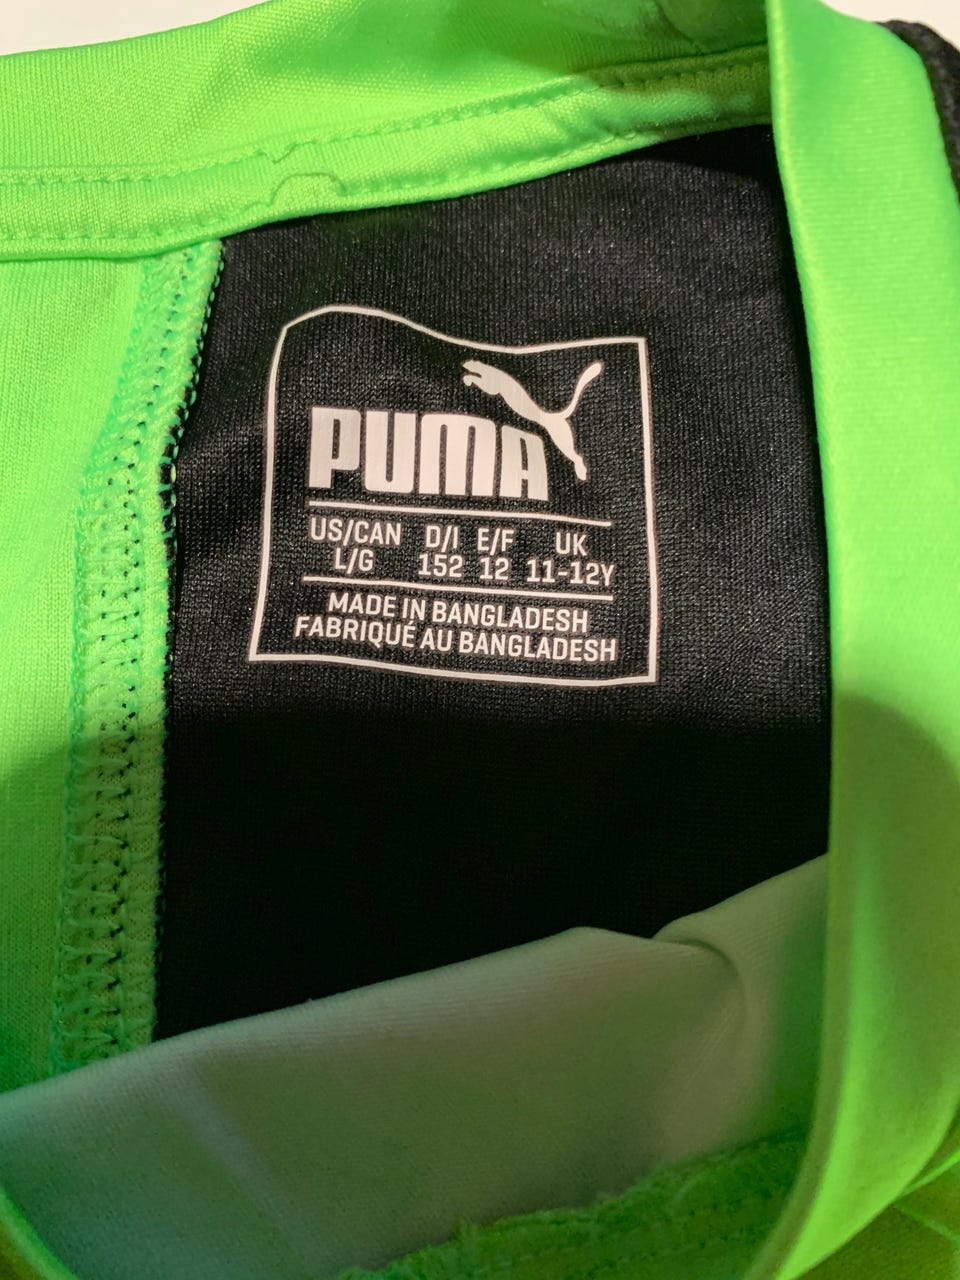 PUMA
US/CAN D/I E/F UK
L/G 152 12 11-12Y
MADE IN BANGLADESH
FABRIQUÉ AU BANGLADESH